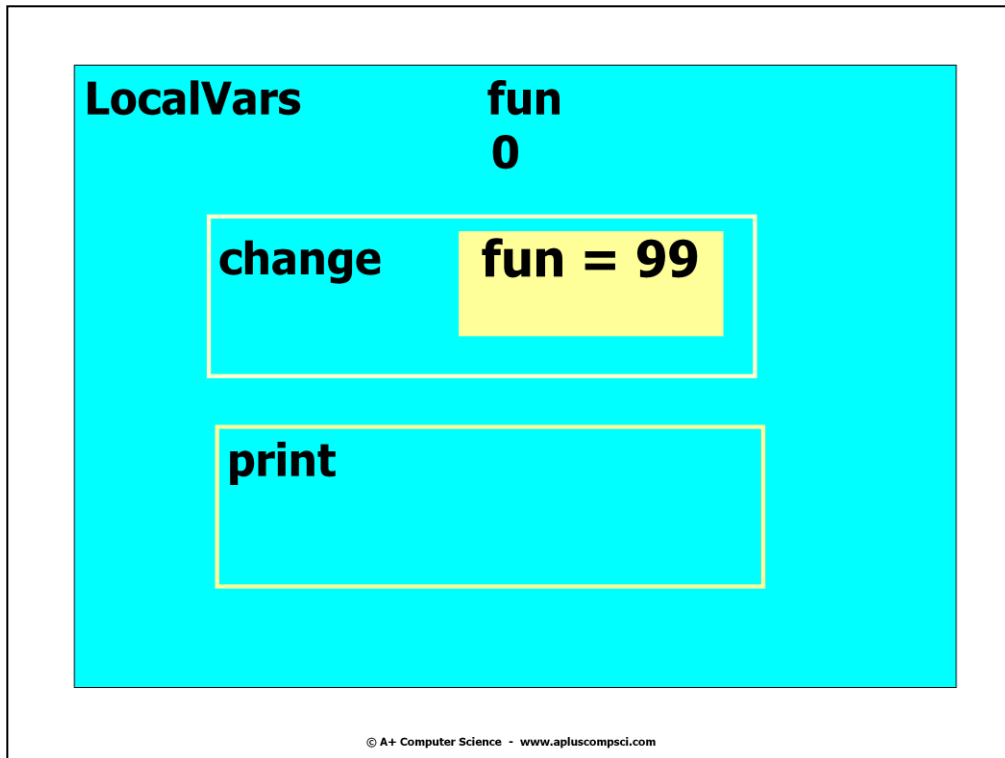 LocalVars fun
0
change fun = 99
print
© A+ Computer Science - www.apluscompsci.com